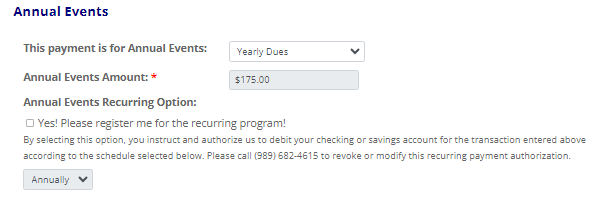 Annual Events
This payment is for Annual Events: Yearly Dues
Annual Events Amount: * $175.00
Annual Events Recurring Option:
Yes! Please register me for the recurring program!
By selecting this option, you instruct and authorize us to debit your checking or savings account for the transaction entered above
according to the schedule selected below. Please call (989) 682-4615 to revoke or modify this recurring payment authorization.
Annually